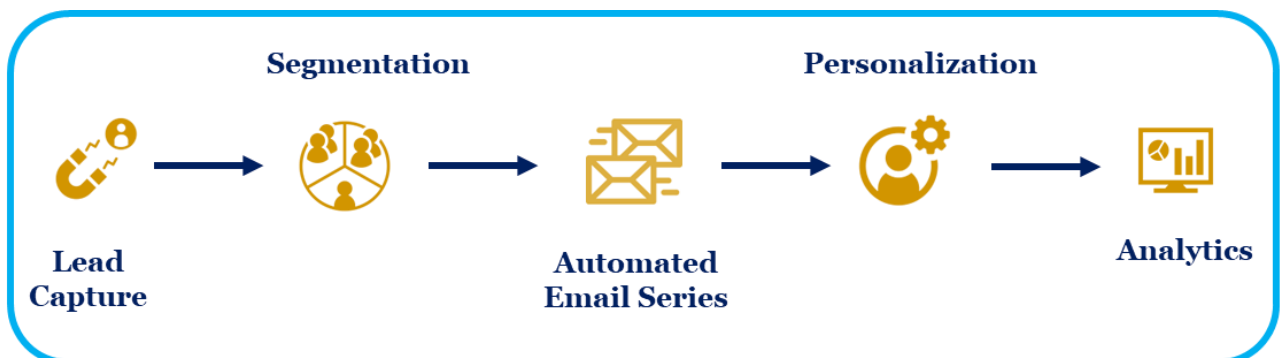 Segmentation
Personalization
Lead
Capture
Automated
Email Series
Analytics